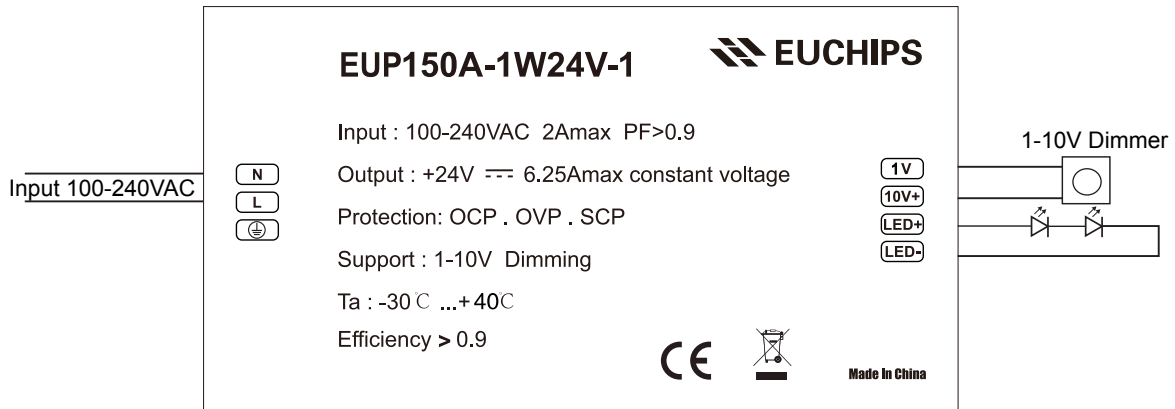 EUP150A-1W24V-1
EUCHIPS
Input : 100-240VAC 2Amax PF>0.9
1-10V Dimmer
Input 100-240VAC
N
L
Output : +24V ⎓ 6.25Amax constant voltage
1V
10V+
LED+
LED-
Protection: OCP . OVP . SCP
Support : 1-10V Dimming
Ta : -30℃ ...+40℃
Efficiency > 0.9
CE
Made In China